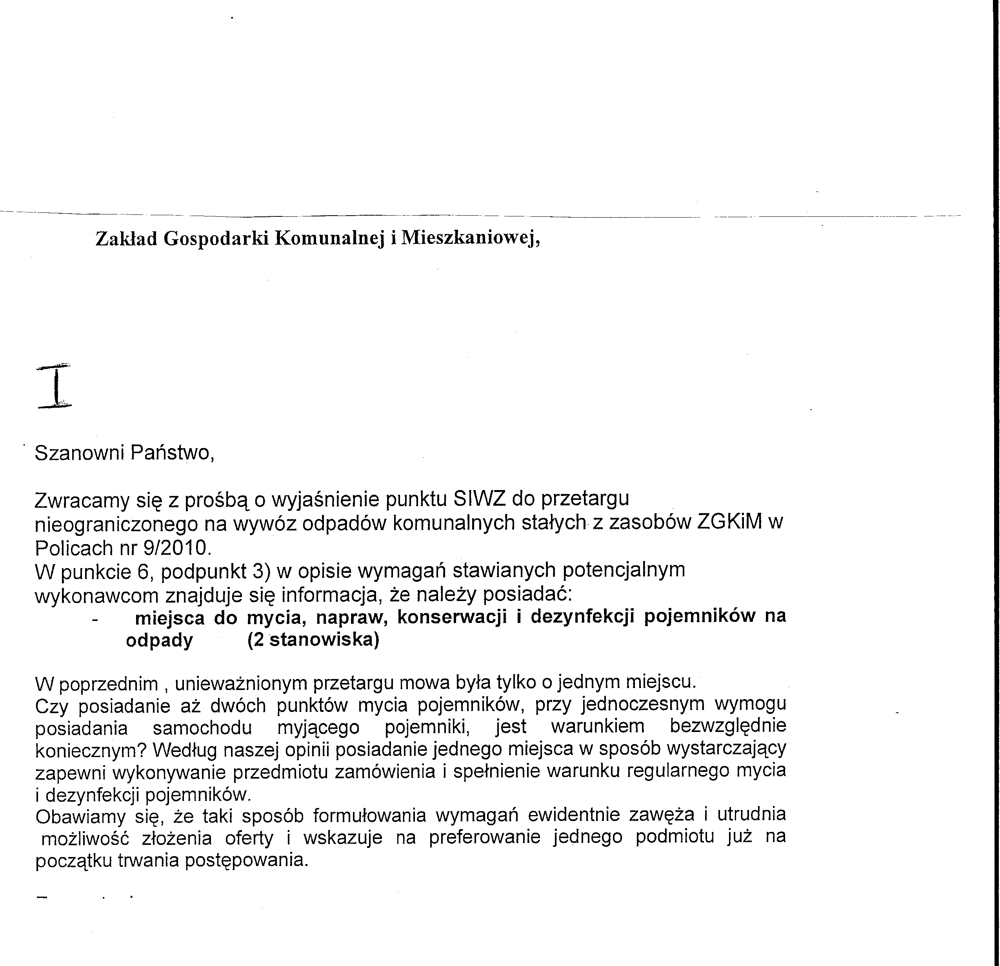 Zakład Gospodarki Komunalnej i Mieszkaniowej,
I
Szanowni Państwo,
Zwracamy się z prośbą o wyjaśnienie punktu SIWZ do przetargu
nieograniczonego na wywóz odpadów komunalnych stałych z zasobów ZGKiM w
Policach nr 9/2010.
W punkcie 6, podpunkt 3) w opisie wymagań stawianych potencjalnym
wykonawcom znajduje się informacja, że należy posiadać:
- miejsca do mycia, napraw, konserwacji i dezynfekcji pojemników na
odpady (2 stanowiska)
W poprzednim , unieważnionym przetargu mowa była tylko o jednym miejscu.
Czy posiadanie aż dwóch punktów mycia pojemników, przy jednoczesnym wymogu
posiadania samochodu myjącego pojemniki, jest warunkiem bezwzględnie
koniecznym? Według naszej opinii posiadanie jednego miejsca w sposób wystarczający
zapewni wykonywanie przedmiotu zamówienia i spełnienie warunku regularnego mycia
i dezynfekcji pojemników.
Obawiamy się, że taki sposób formułowania wymagań ewidentnie zawęża i utrudnia
możliwość złożenia oferty i wskazuje na preferowanie jednego podmiotu już na
początku trwania postępowania.